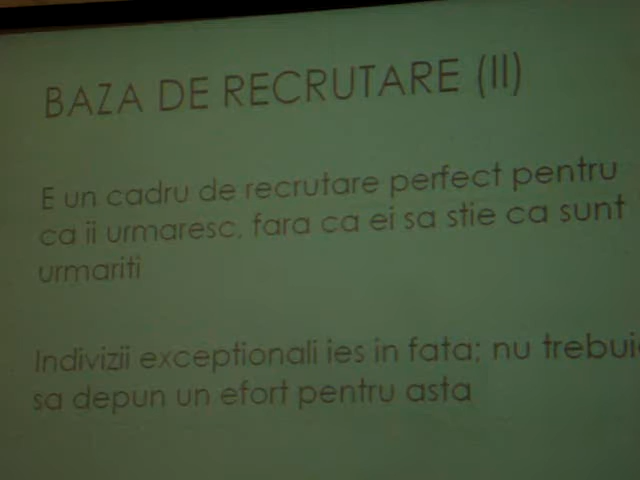 BAZA DE RECRUTARE (II)
E un cadru de recrutare perfect pentru
ca ii urmaresc, fara ca ei sa stie ca sunt
urmariti
Indivizii exceptionali ies in fata; nu trebuie
sa depun un efort pentru asta